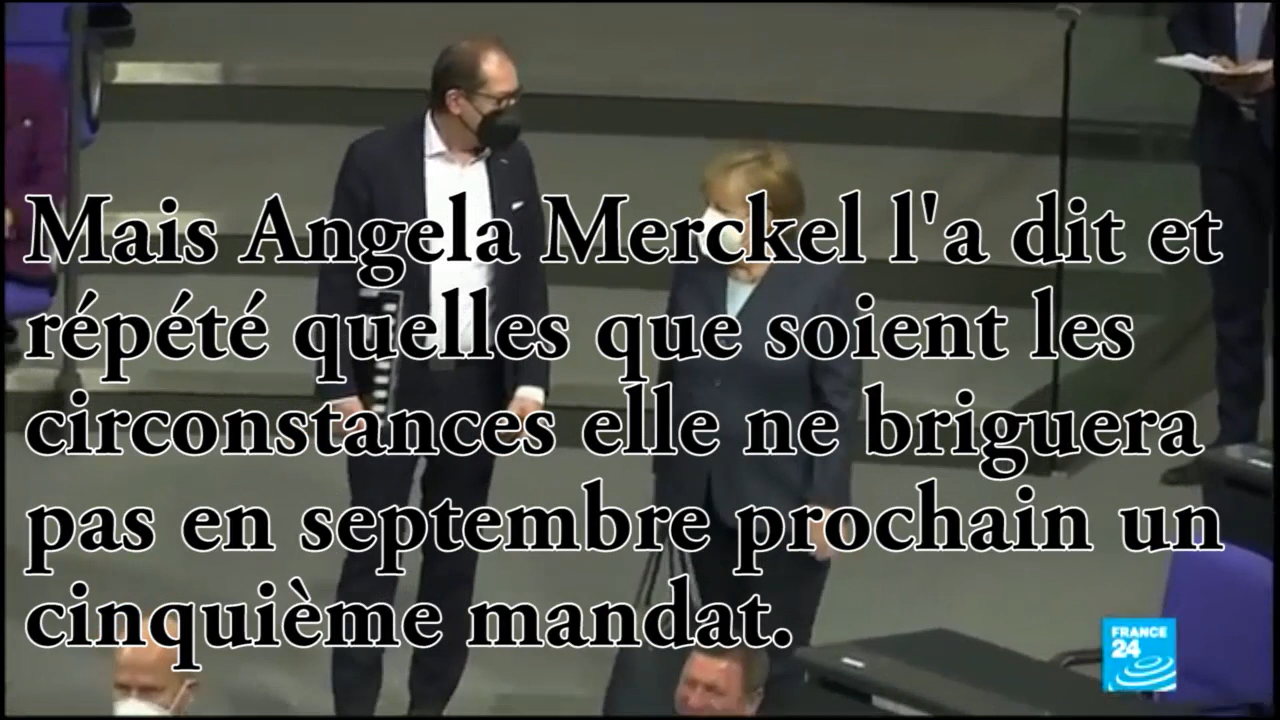 Mais Angela Merckel l'a dit et
répété quelles que soient les
circonstances elle ne briguera
pas en septembre prochain un
cinquième mandat.
FRANCE
24